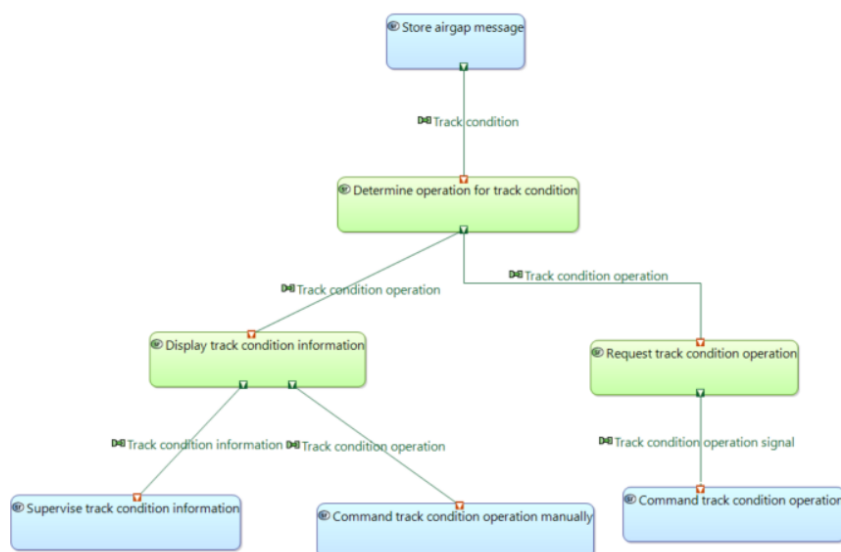 Store airgap message
Track condition
Determine operation for track condition
Track condition operation
Track condition operation
Display track condition information
Request track condition operation
Track condition information
Track condition operation
Track condition operation signal
Supervise track condition information
Command track condition operation manually
Command track condition operation